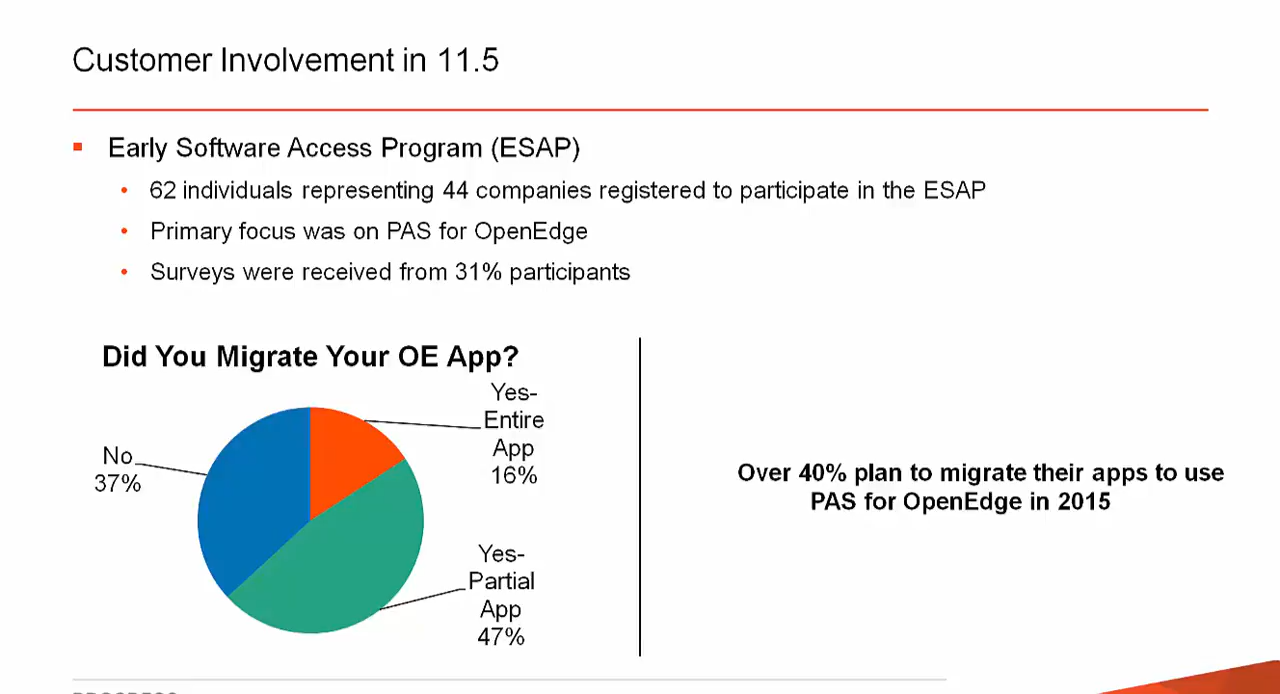 Customer Involvement in 11.5
Early Software Access Program (ESAP)
62 individuals representing 44 companies registered to participate in the ESAP
Primary focus was on PAS for OpenEdge
Surveys were received from 31% participants
Did You Migrate Your OE App?
Yes-
Entire
App
16%
No
37%
Yes-
Partial
App
47%
Over 40% plan to migrate their apps to use
PAS for OpenEdge in 2015